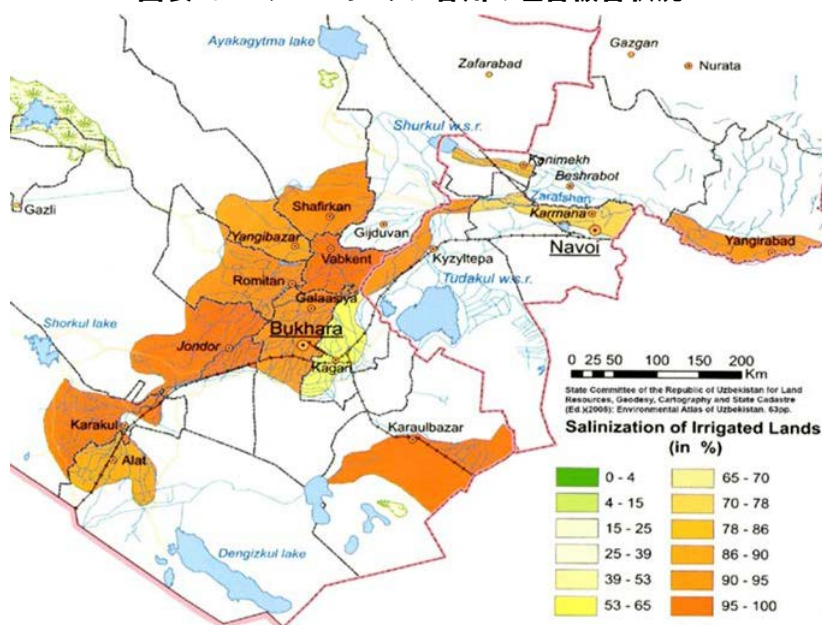 Ayakagytma lake
Gazgan
Zafarabad
Nurata
Shurkul w.s.r.
Kanimekh
Beshrabot
Gazli
Shafirkan
Zarafshan
Karmana
Gijduvan
Yangibazar
Navoi
Yangirabad
Vabkent
Kyzyltepa
Romitan
Tudakul w.s.r.
Galaasiya
Shorkul lake
Bukhara
Jondor
Kagan
0 25 50 100 150 200
Km
State Committee of the Republic of Uzbekistan for Land
Resources, Geodesy, Cartography and State Cadastre
(Ed.)(2008): Environmental Atlas of Uzbekistan. 63pp.
Karakul
Karaulbazar
Salinization of Irrigated Lands
(in %)
Alat
0 - 4
65 - 70
4 - 15
70 - 78
15 - 25
78 - 86
25 - 39
86 - 90
Dengizkul lake
39 - 53
90 - 95
53 - 65
95 - 100